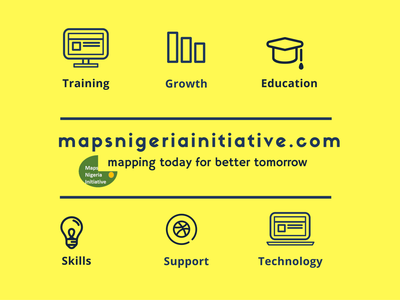 Training
Growth
Education
mapsnigeriainitiative.com
mapping today for better tomorrow
Maps
Nigeria
Initiative
Skills
Support
Technology